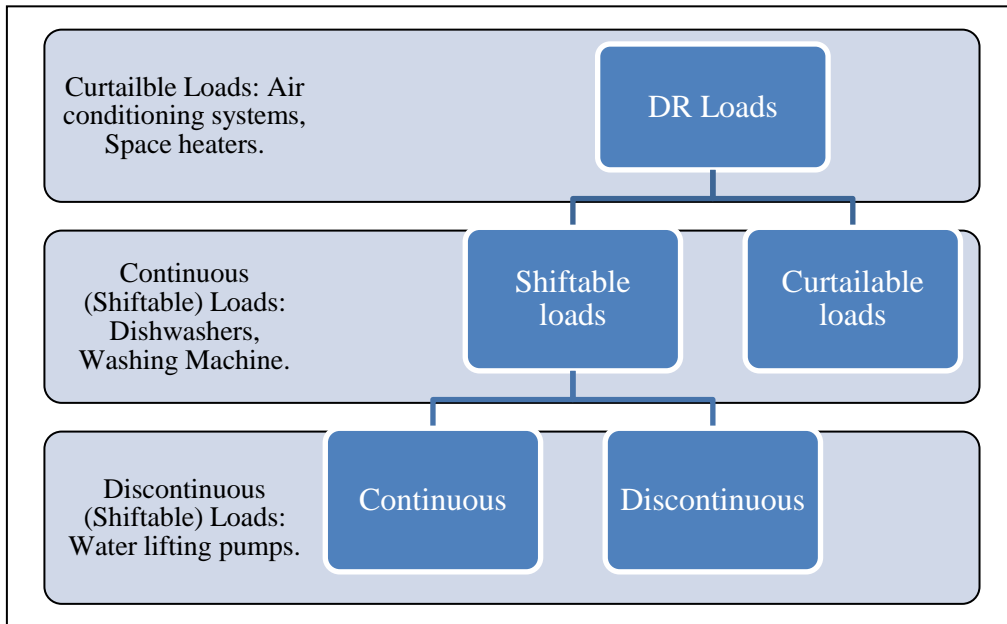 Curtailble Loads: Air
conditioning systems,
Space heaters.
DR Loads
Continuous
(Shiftable) Loads:
Dishwashers,
Washing Machine.
Shiftable
loads
Curtailable
loads
Discontinuous
(Shiftable) Loads:
Water lifting pumps.
Continuous
Discontinuous